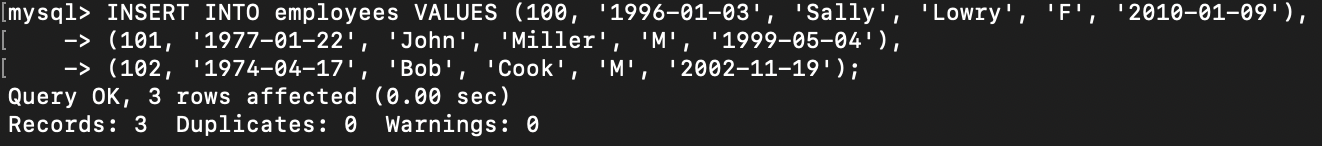 [mysql> INSERT INTO employees VALUES (100, '1996-01-03', 'Sally', 'Lowry', 'F', '2010-01-09'),
[    -> (101, '1977-01-22', 'John', 'Miller', 'M', '1999-05-04'),
[    -> (102, '1974-04-17', 'Bob', 'Cook', 'M', '2002-11-19');
Query OK, 3 rows affected (0.00 sec)
Records: 3  Duplicates: 0  Warnings: 0